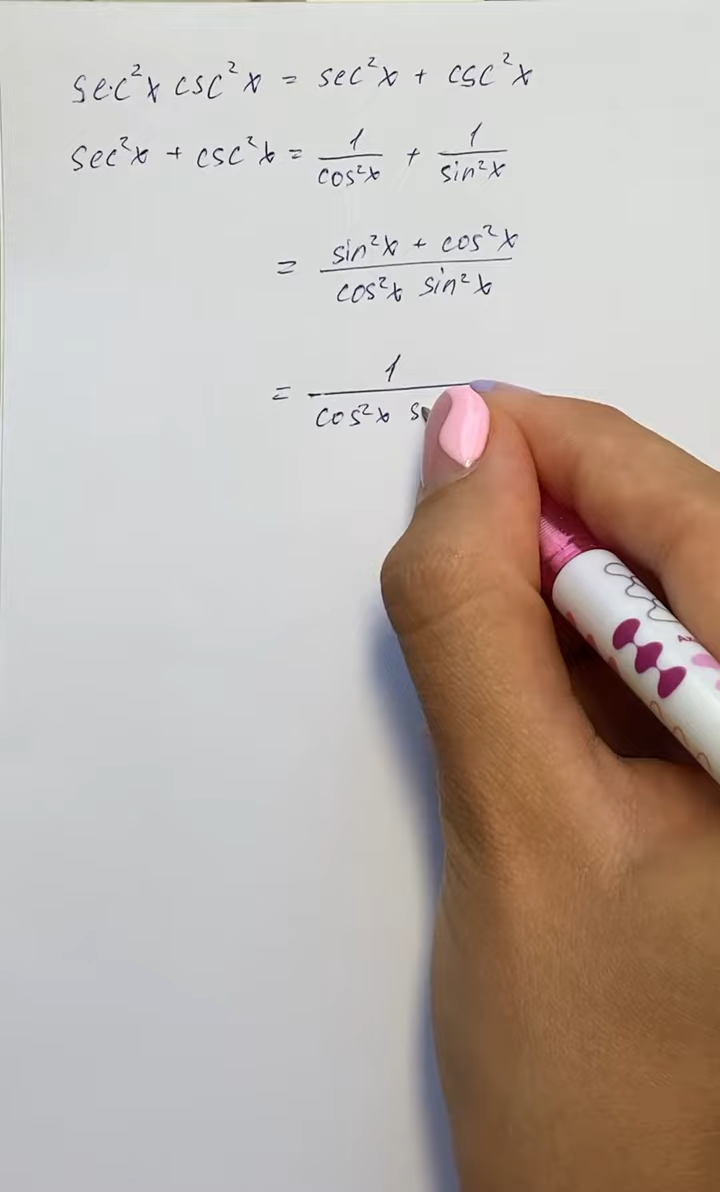 sec²x csc²x = sec²x + csc²x
sec²x + csc²x = 1/cos²x + 1/sin²x
= sin²x + cos²x / cos²x sin²x
= 1 / cos²x s